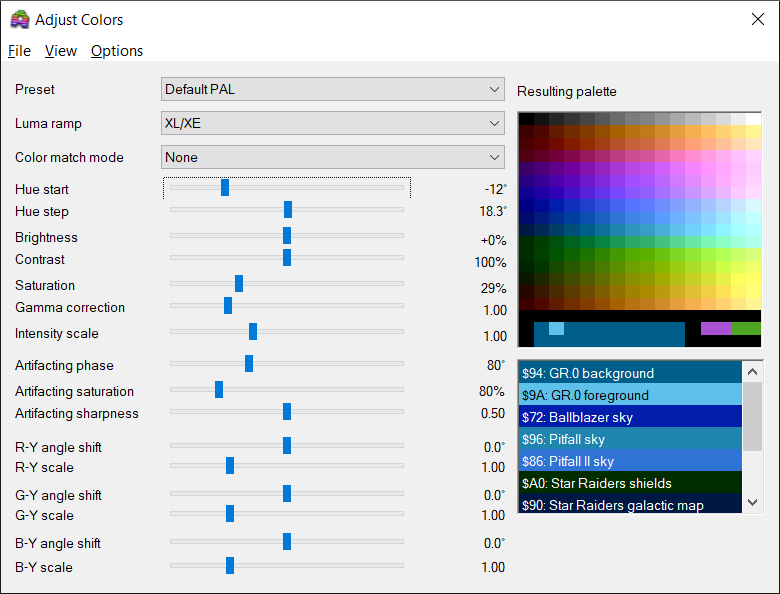 Adjust Colors
File View Options
Preset Default PAL
Resulting palette
Luma ramp XL/XE
Color match mode None
Hue start -12°
Hue step 18.3°
Brightness +0%
Contrast 100%
Saturation 29%
Gamma correction 1.00
Intensity scale 1.00
Artifacting phase 80°
Artifacting saturation 80%
Artifacting sharpness 0.50
R-Y angle shift 0.0°
R-Y scale 1.00
G-Y angle shift 0.0°
G-Y scale 1.00
B-Y angle shift 0.0°
B-Y scale 1.00
$94: GR.0 background
$9A: GR.0 foreground
$72: Ballblazer sky
$96: Pitfall sky
$86: Pitfall II sky
$A0: Star Raiders shields
$90: Star Raiders galactic map